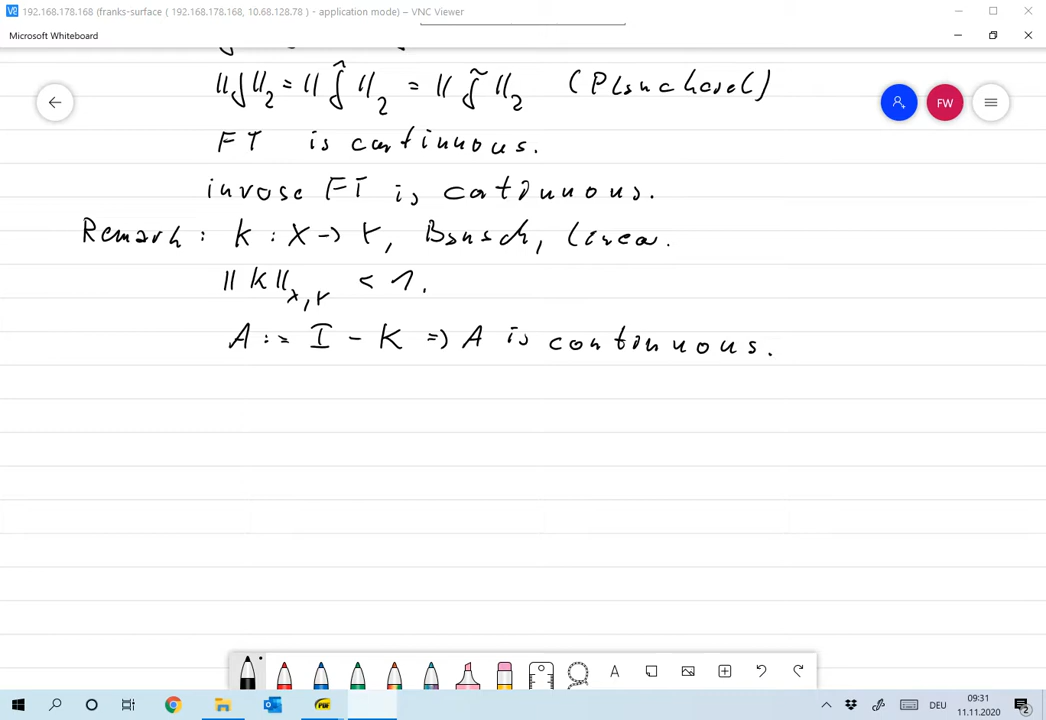 192.168.178.168 (franks-surface ( 192.168.178.168, 10.68.128.78 ) - application mode) – VNC Viewer
Microsoft Whiteboard
||f||₂ = ||f̂||₂ = ||f̃||₂ (Plancherel)
FW
FT is continuous.
inverse FT is continuous.
Remark : K : X → Y, Banach, linear.
||K||_{X,Y} < 1.
A := I - K ⇒ A is continuous.
A
DEU
09:31
11.11.2020
2